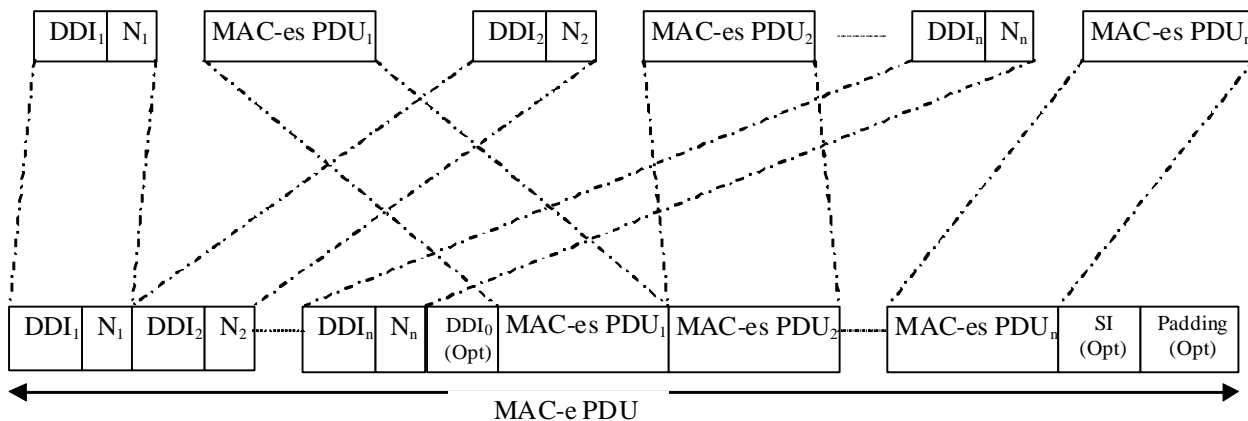 DDI₁ N₁ MAC-es PDU₁ DDI₂ N₂ MAC-es PDU₂ DDIₙ Nₙ MAC-es PDUₙ
DDI₁ N₁ DDI₂ N₂ DDIₙ Nₙ DDI₀ (Opt) MAC-es PDU₁ MAC-es PDU₂ MAC-es PDUₙ SI (Opt) Padding (Opt)
MAC-e PDU